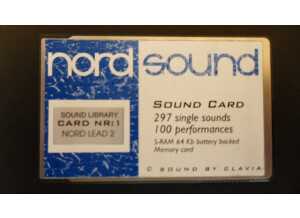 nord sound
SOUND LIBRARY
CARD NR:1
NORD LEAD 2
SOUND CARD
297 single sounds
100 performances
S-RAM 64 Kb battery backed
Memory card
© SOUND BY CLAVIA